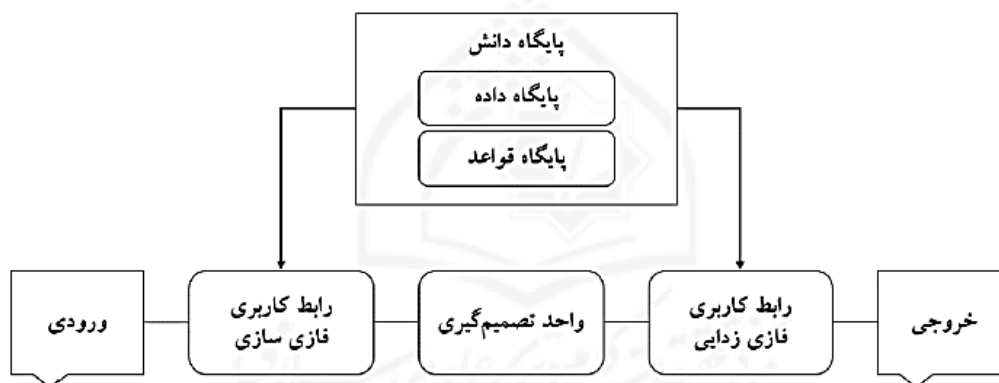 پایگاه دانش
پایگاه داده
پایگاه قواعد
ورودی
رابط کاربری
فازی سازی
واحد تصمیم‌گیری
رابط کاربری
فازی زدایی
خروجی